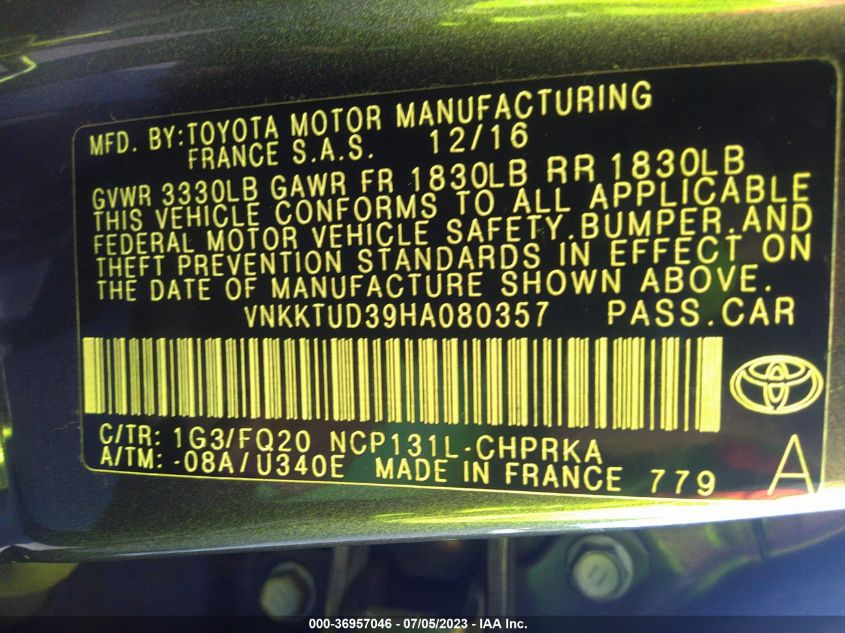 MFD. BY:TOYOTA MOTOR MANUFACTURING
FRANCE S.A.S. 12/16
GVWR 3330LB GAWR FR 1830LB RR 1830LB
THIS VEHICLE CONFORMS TO ALL APPLICABLE
FEDERAL MOTOR VEHICLE SAFETY,BUMPER,AND
THEFT PREVENTION STANDARDS IN EFFECT ON
THE DATE OF MANUFACTURE SHOWN ABOVE.
VNKKTUD39HA080357 PASS.CAR
C/TR: 1G3/FQ20 NCP131L-CHPRKA
A/TM: -08A/U340E MADE IN FRANCE 779 A
000-36957046 / 07/05/2023 - IAA Inc.